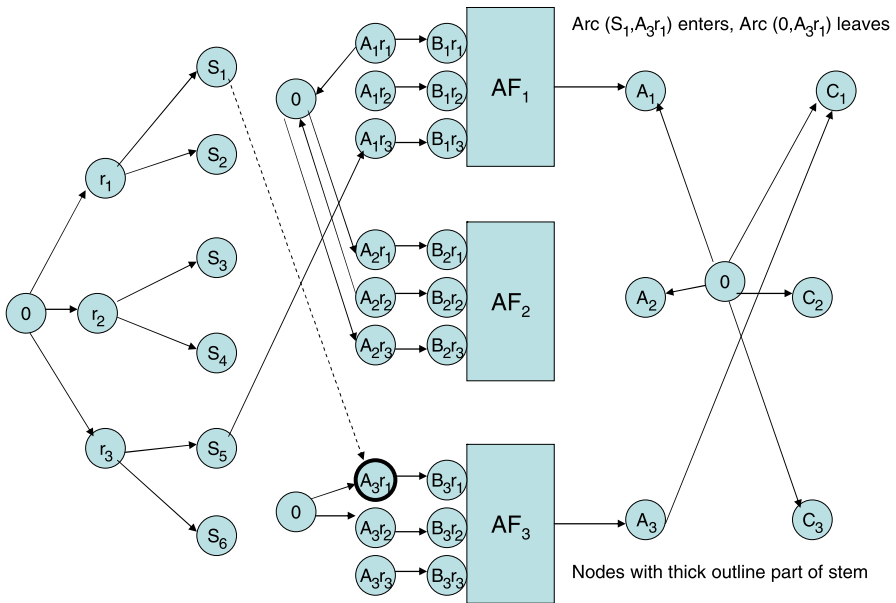 Arc (S1,A3r1) enters, Arc (0,A3r1) leaves
S1
S2
S3
S4
S5
S6
r1
r2
r3
0
0
A1r1 B1r1
A1r2 B1r2
A1r3 B1r3
AF1
A2r1 B2r1
A2r2 B2r2
A2r3 B2r3
AF2
0
A3r1 B3r1
A3r2 B3r2
A3r3 B3r3
AF3
A1
A2
A3
0
C1
C2
C3
Nodes with thick outline part of stem